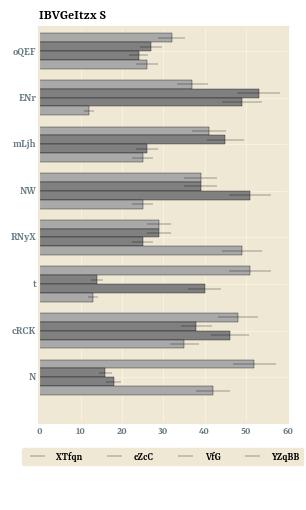 IBVGeItzx S
oQEF
ENr
mLjh
NW
RNyX
t
cRCK
N
0 10 20 30 40 50 60
XTfqn cZcC VfG YZqBB